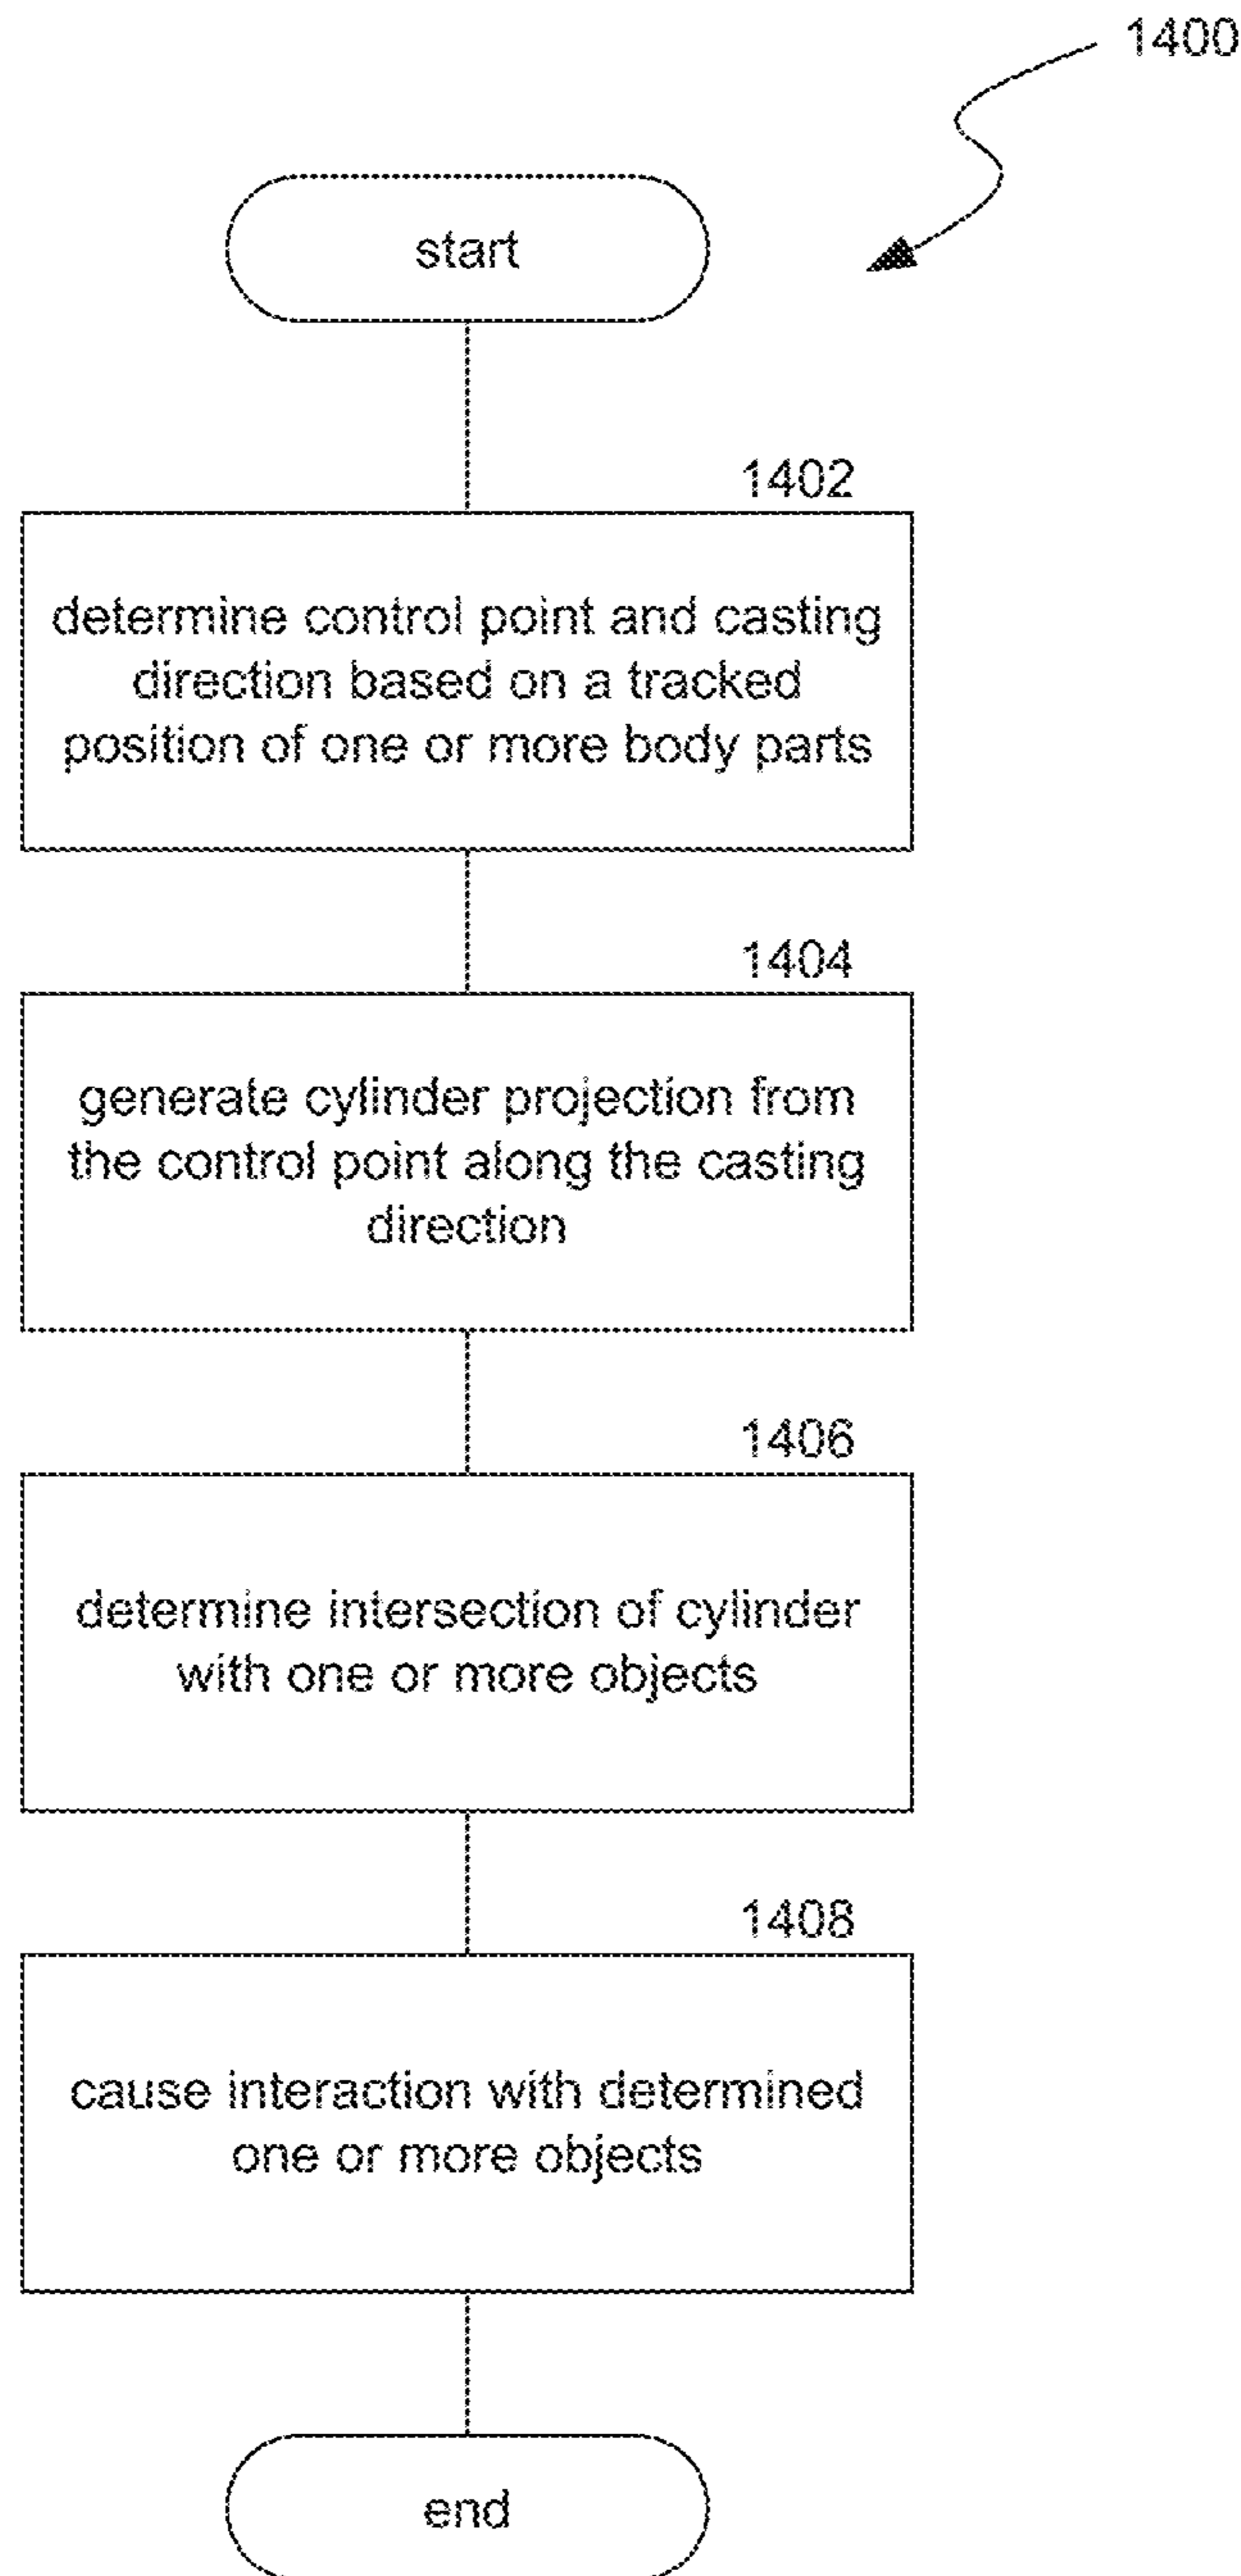 1400
start
1402
determine control point and casting
direction based on a tracked
position of one or more body parts
1404
generate cylinder projection from
the control point along the casting
direction
1406
determine intersection of cylinder
with one or more objects
1408
cause interaction with determined
one or more objects
end